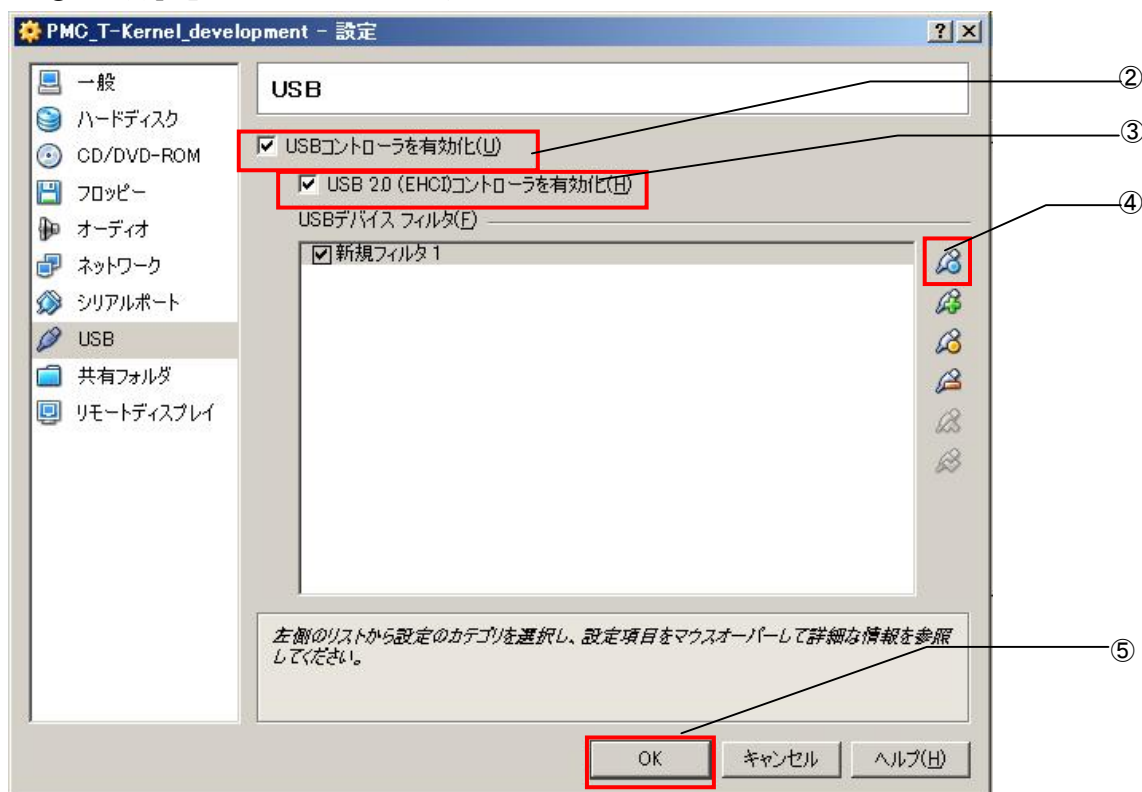 PMC_T-Kernel_development - 設定
一般
ハードディスク
CD/DVD-ROM
フロッピー
オーディオ
ネットワーク
シリアルポート
USB
共有フォルダ
リモートディスプレイ
USB
②
USBコントローラを有効化(U)
③
USB 2.0 (EHCI)コントローラを有効化(H)
USBデバイス フィルタ(F)
④
新規フィルタ 1
左側のリストから設定のカテゴリを選択し、設定項目をマウスオーバーして詳細な情報を参照
してください。
⑤
OK
キャンセル
ヘルプ(H)